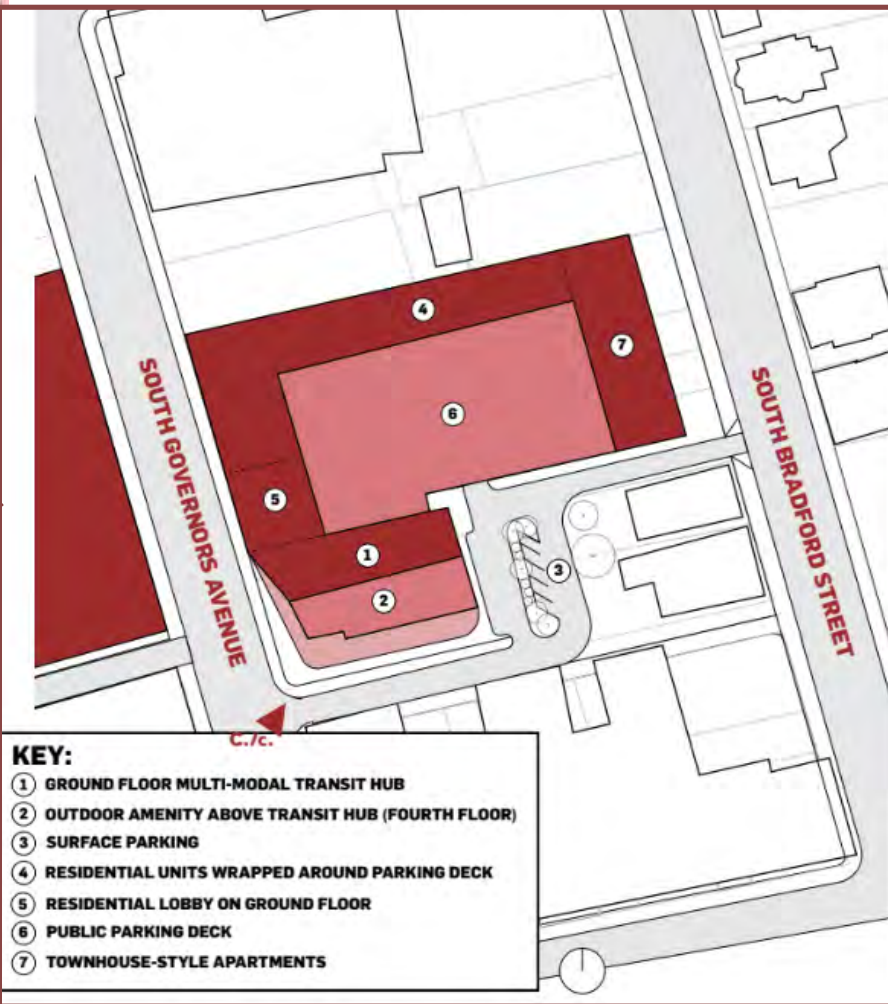 4
7
6
5
1
3
2
SOUTH GOVERNORS AVENUE
SOUTH BRADFORD STREET
C./c.
KEY:
1 GROUND FLOOR MULTI-MODAL TRANSIT HUB
2 OUTDOOR AMENITY ABOVE TRANSIT HUB (FOURTH FLOOR)
3 SURFACE PARKING
4 RESIDENTIAL UNITS WRAPPED AROUND PARKING DECK
5 RESIDENTIAL LOBBY ON GROUND FLOOR
6 PUBLIC PARKING DECK
7 TOWNHOUSE-STYLE APARTMENTS